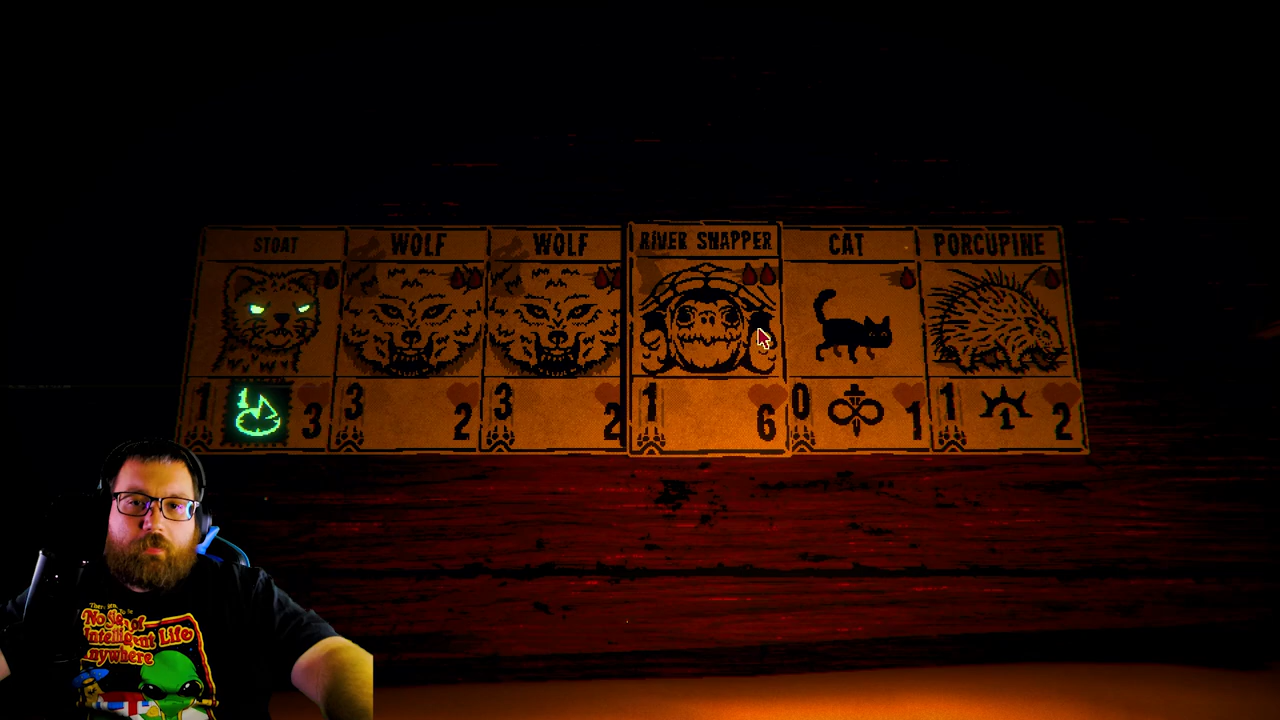 STOAT
WOLF
WOLF
RIVER SNAPPER
CAT
PORCUPINE
1
3
3
2
3
2
1
6
0
1
1
1
2
No Sign of
Intelligent Life
Anywhere